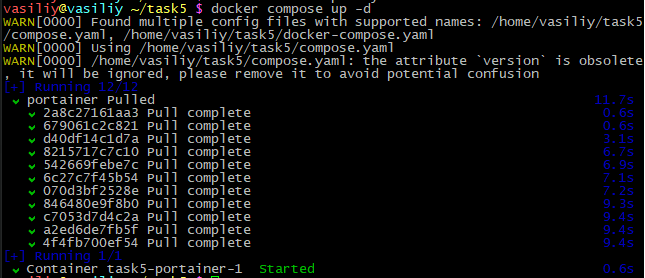 vasiliy@vasiliy ~/task5 $ docker compose up -d
WARN[0000] Found multiple config files with supported names: /home/vasiliy/task5
/compose.yaml, /home/vasiliy/task5/docker-compose.yaml
WARN[0000] Using /home/vasiliy/task5/compose.yaml
WARN[0000] /home/vasiliy/task5/compose.yaml: the attribute `version` is obsolete
, it will be ignored, please remove it to avoid potential confusion
[+] Running 12/12
✔ portainer Pulled 11.7s
✔ 2a8c27161aa3 Pull complete 0.6s
✔ 679061c2c821 Pull complete 0.6s
✔ d40df14c1d7a Pull complete 3.1s
✔ 8215717c7c10 Pull complete 6.7s
✔ 542669febe7c Pull complete 6.9s
✔ 6c27c7f45b54 Pull complete 7.1s
✔ 070d3bf2528e Pull complete 7.2s
✔ 846480e9f8b0 Pull complete 9.3s
✔ c7053d7d4c2a Pull complete 9.4s
✔ a2ed6de7fb5f Pull complete 9.4s
✔ 4f4fb700ef54 Pull complete 9.4s
[+] Running 1/1
✔ Container task5-portainer-1 Started 0.6s